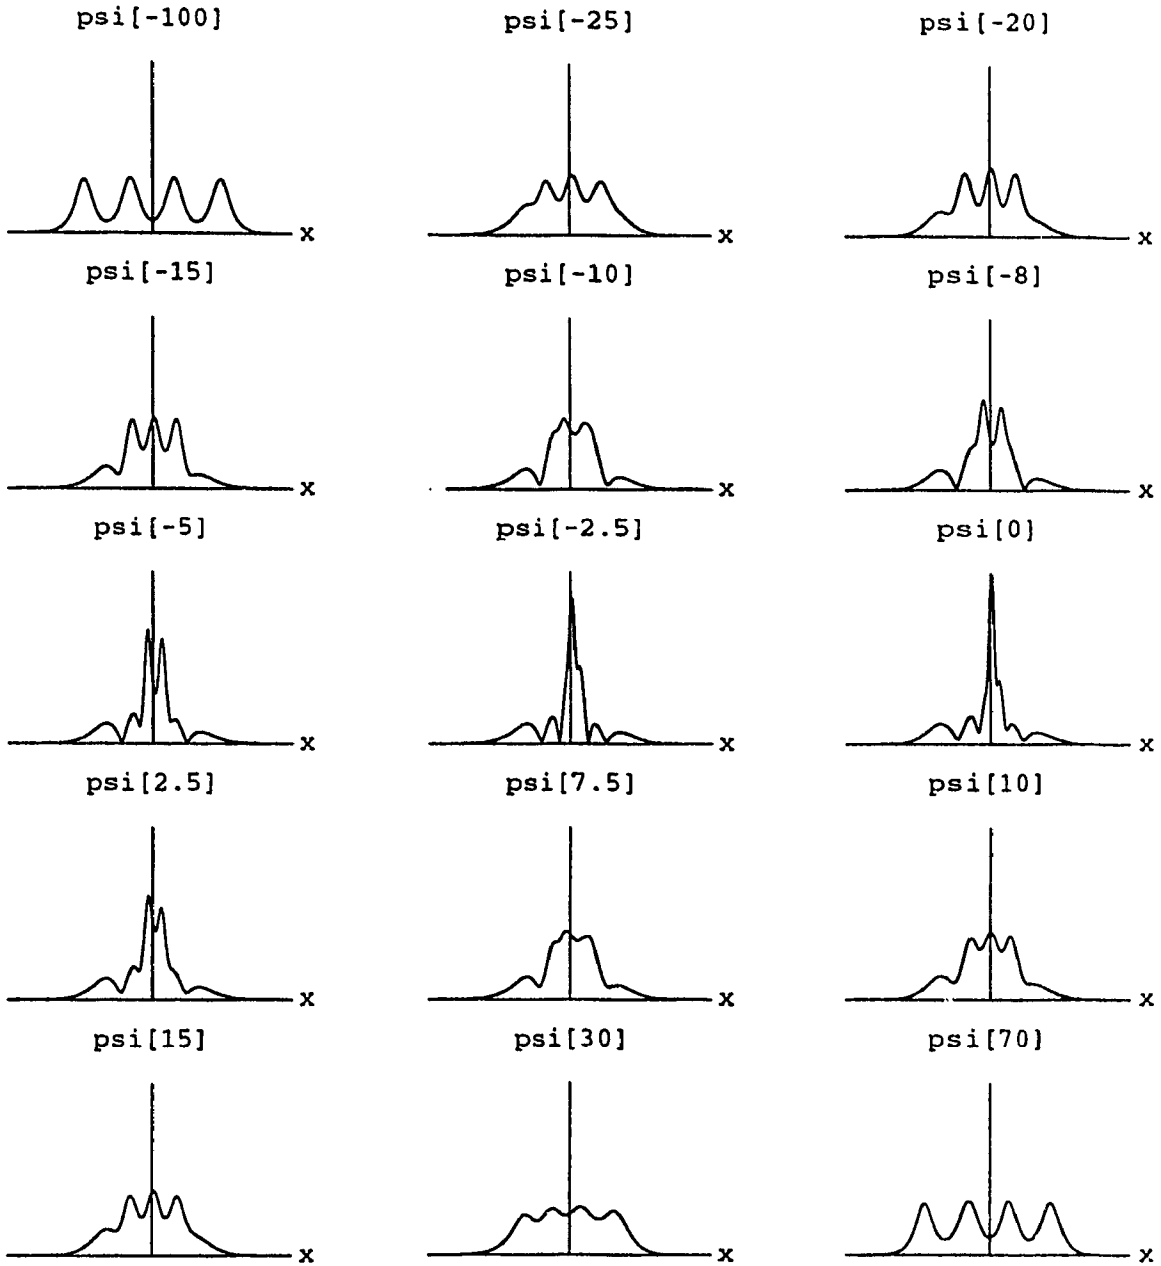 psi[-100] psi[-25] psi[-20]
x x x
psi[-15] psi[-10] psi[-8]
x x x
psi[-5] psi[-2.5] psi[0]
x x x
psi[2.5] psi[7.5] psi[10]
x x x
psi[15] psi[30] psi[70]
x x x